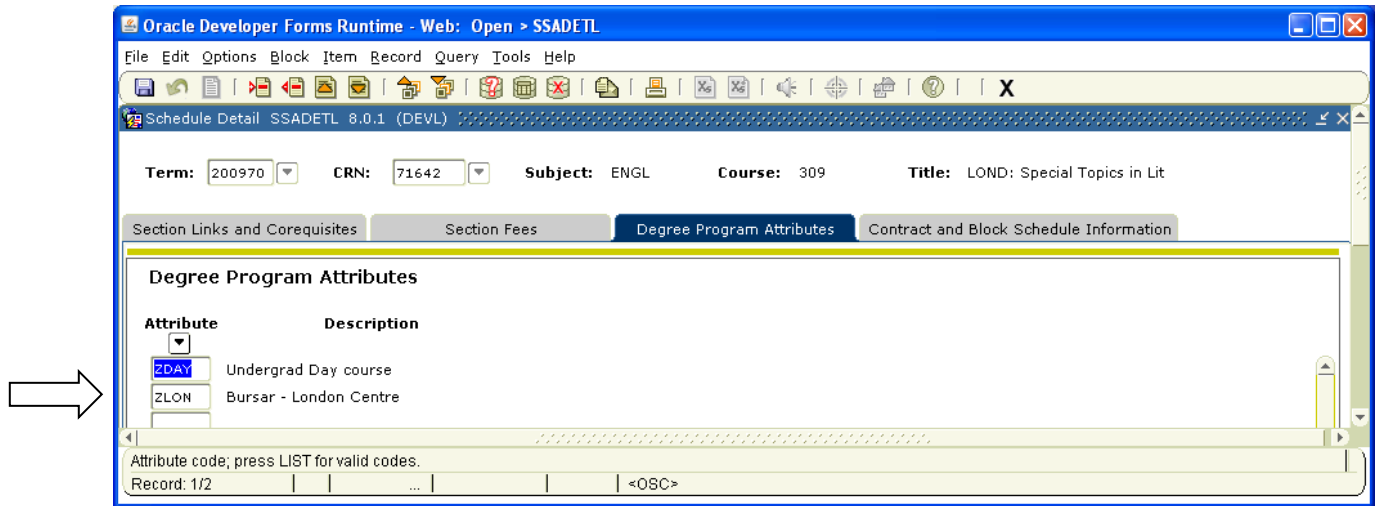 Oracle Developer Forms Runtime - Web: Open > SSADETL
File Edit Options Block Item Record Query Tools Help
X
Schedule Detail SSADETL 8.0.1 (DEVL)
Term: 200970 CRN: 71642 Subject: ENGL Course: 309 Title: LOND: Special Topics in Lit
Section Links and Corequisites Section Fees Degree Program Attributes Contract and Block Schedule Information
Degree Program Attributes
Attribute Description
ZDAY Undergrad Day course
ZLON Bursar - London Centre
Attribute code; press LIST for valid codes.
Record: 1/2 ... <OSC>